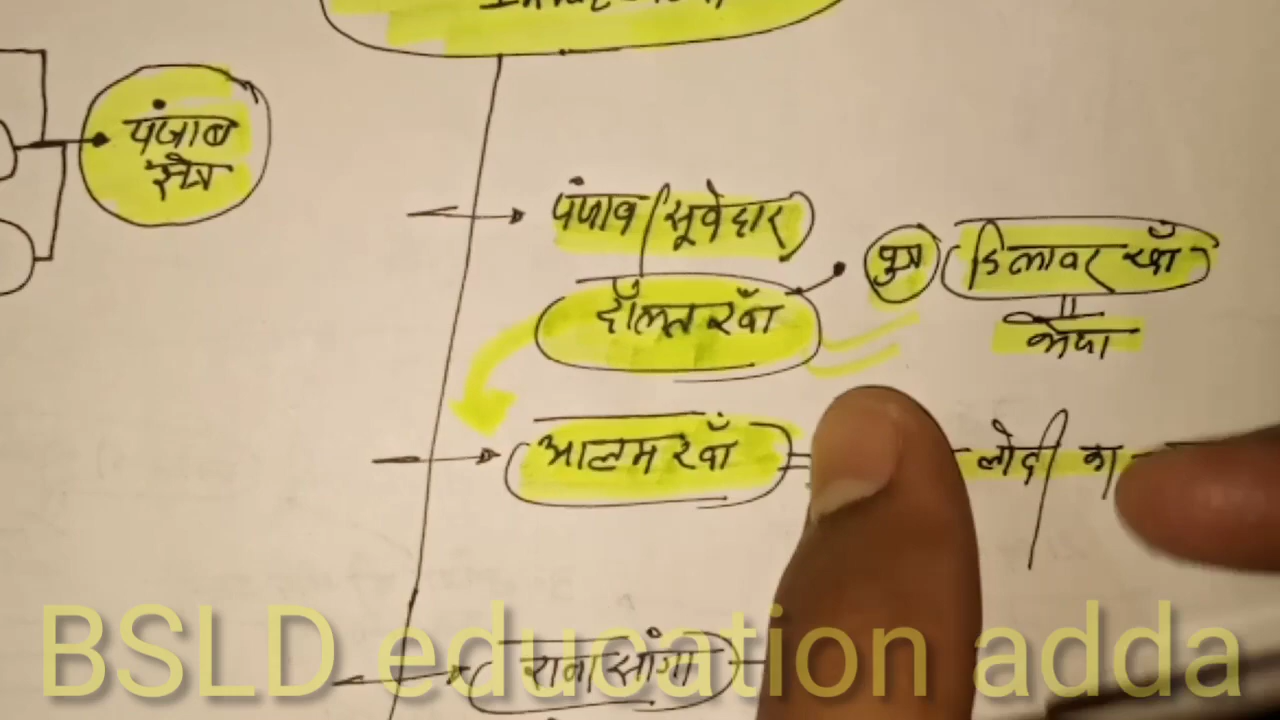 पंजाब
क्षेत्र
पंजाब (सूबेदार)
दौलत खाँ
पुत्र (दिलावर खाँ)
भेजा
आलम खाँ = लोदी का
राणा सांगा
BSLD education adda